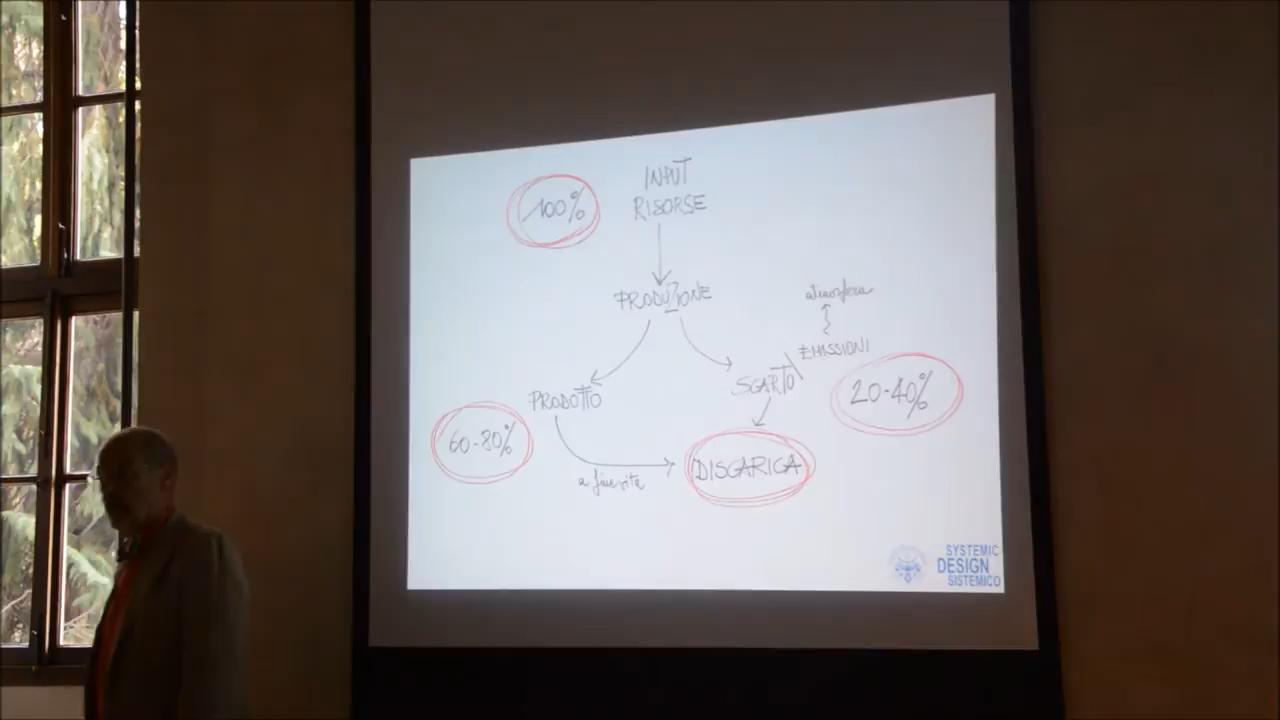 100%
INPUT
RISORSE
PRODUZIONE
atmosfera
EMISSIONI
SCARTO
20-40%
PRODOTTO
60-80%
DISCARICA
a fine vita
SYSTEMIC
DESIGN
SISTEMICO